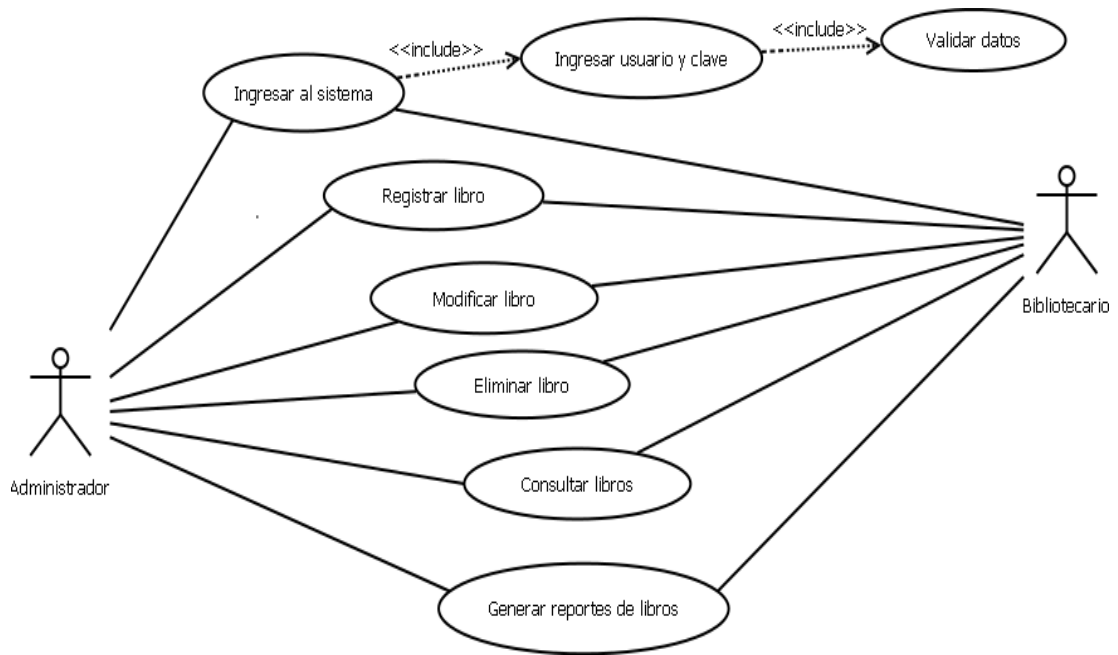 <<include>>
<<include>>
Validar datos
Ingresar usuario y clave
Ingresar al sistema
Registrar libro
Modificar libro
Bibliotecario
Eliminar libro
Administrador
Consultar libros
Generar reportes de libros